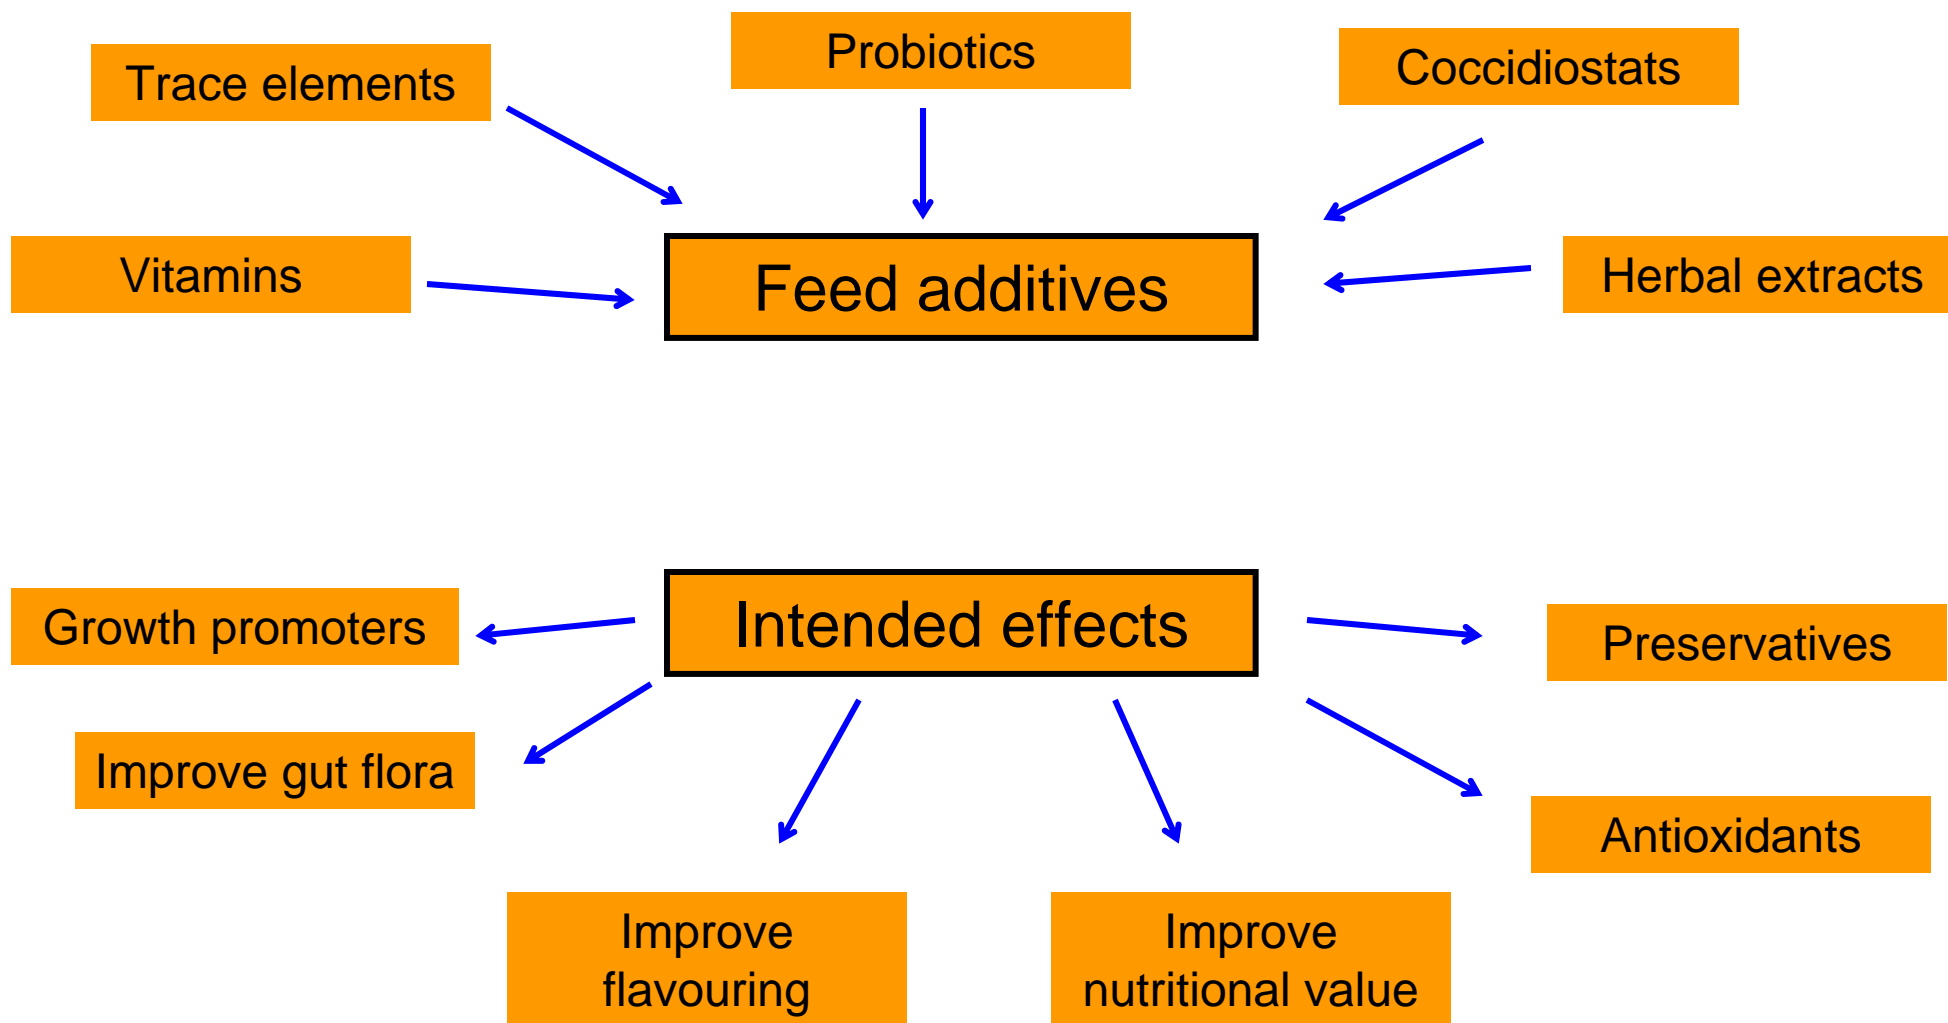 Trace elements
Probiotics
Coccidiostats
Vitamins
Feed additives
Herbal extracts
Growth promoters
Intended effects
Preservatives
Improve gut flora
Antioxidants
Improve
flavouring
Improve
nutritional value